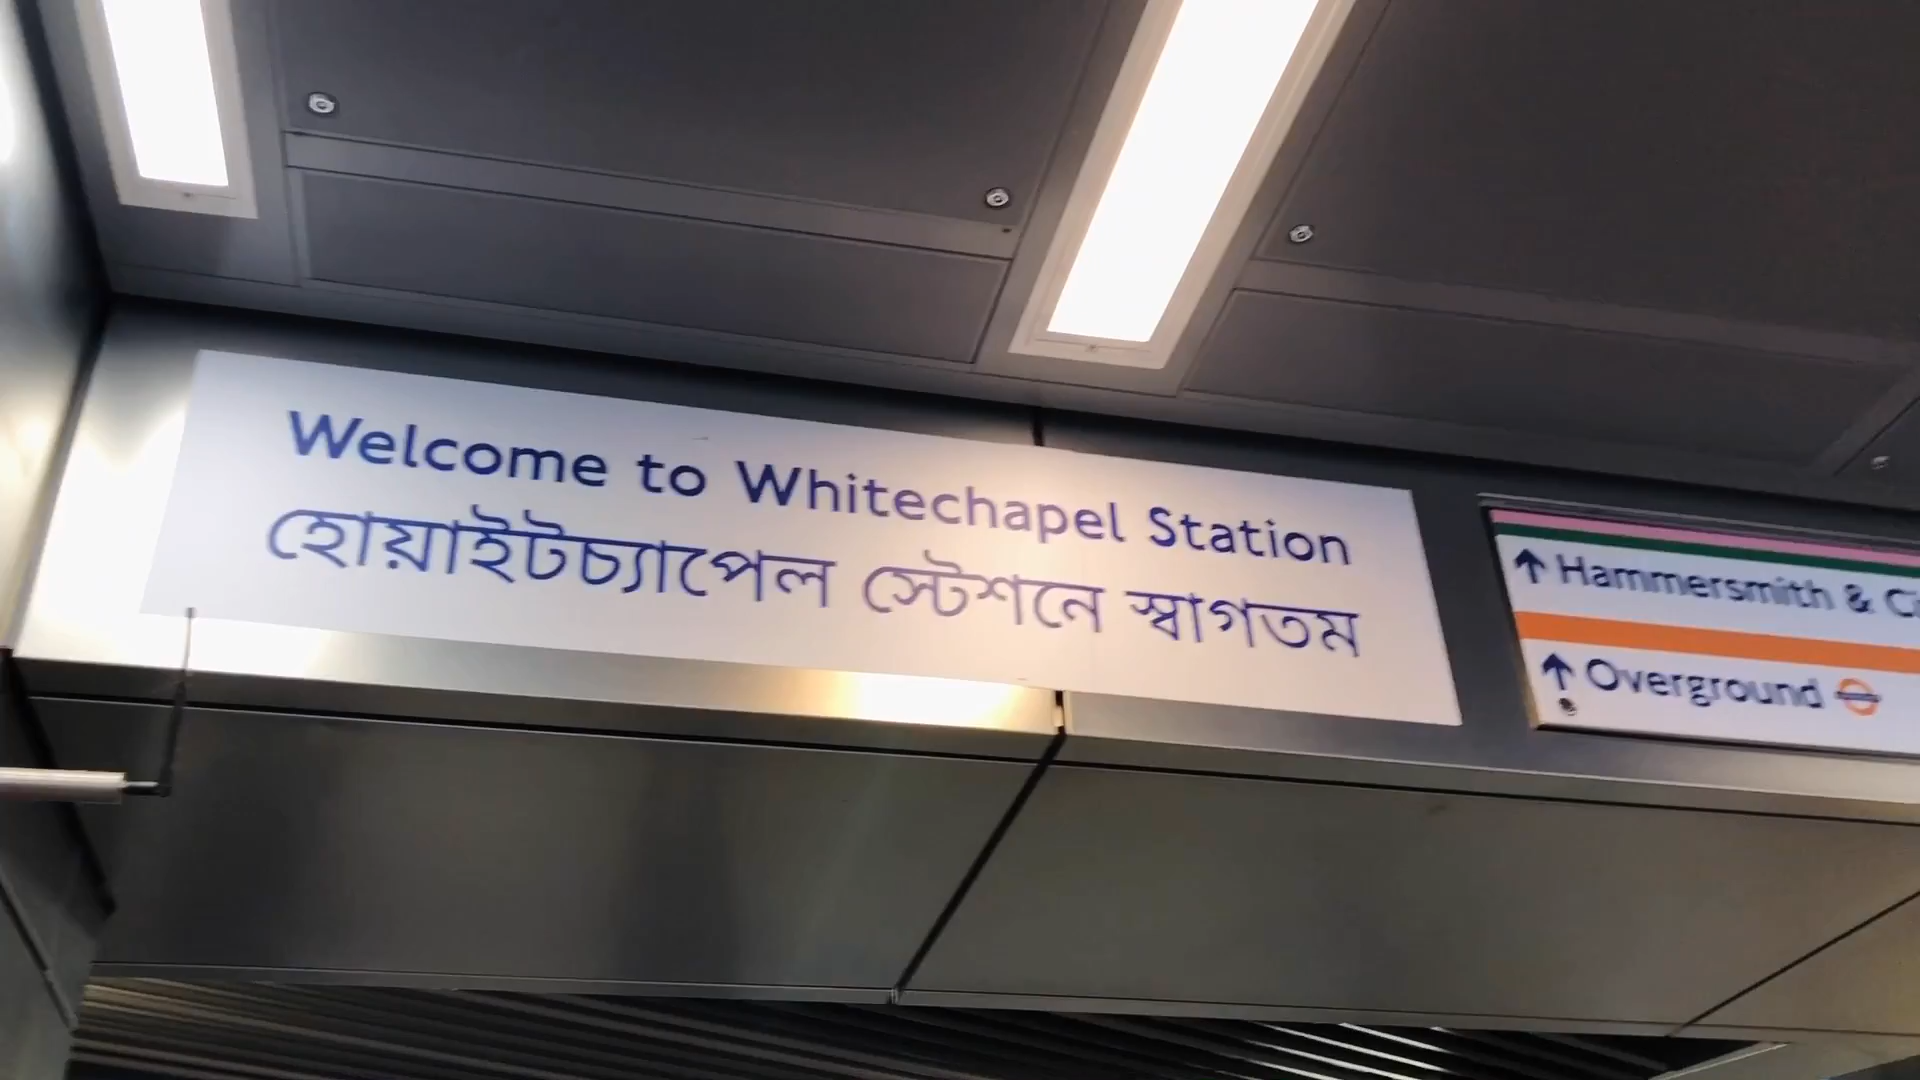 Welcome to Whitechapel Station
হোয়াইটচ্যাপেল স্টেশনে স্বাগতম
Hammersmith &
Overground